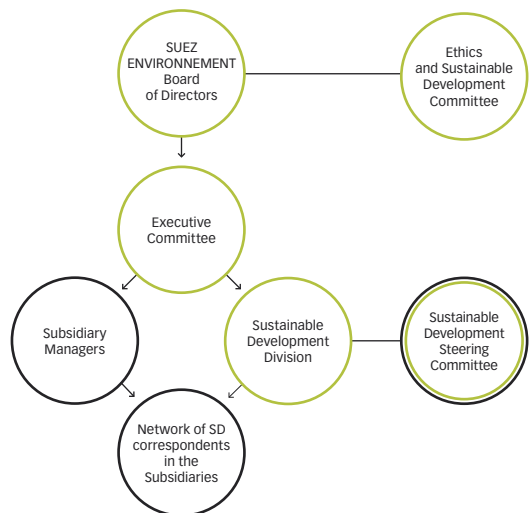 SUEZ
ENVIRONNEMENT
Board
of Directors
Ethics
and Sustainable
Development
Committee
Executive
Committee
Subsidiary
Managers
Sustainable
Development
Division
Sustainable
Development
Steering
Committee
Network of SD
correspondents
in the
Subsidiaries